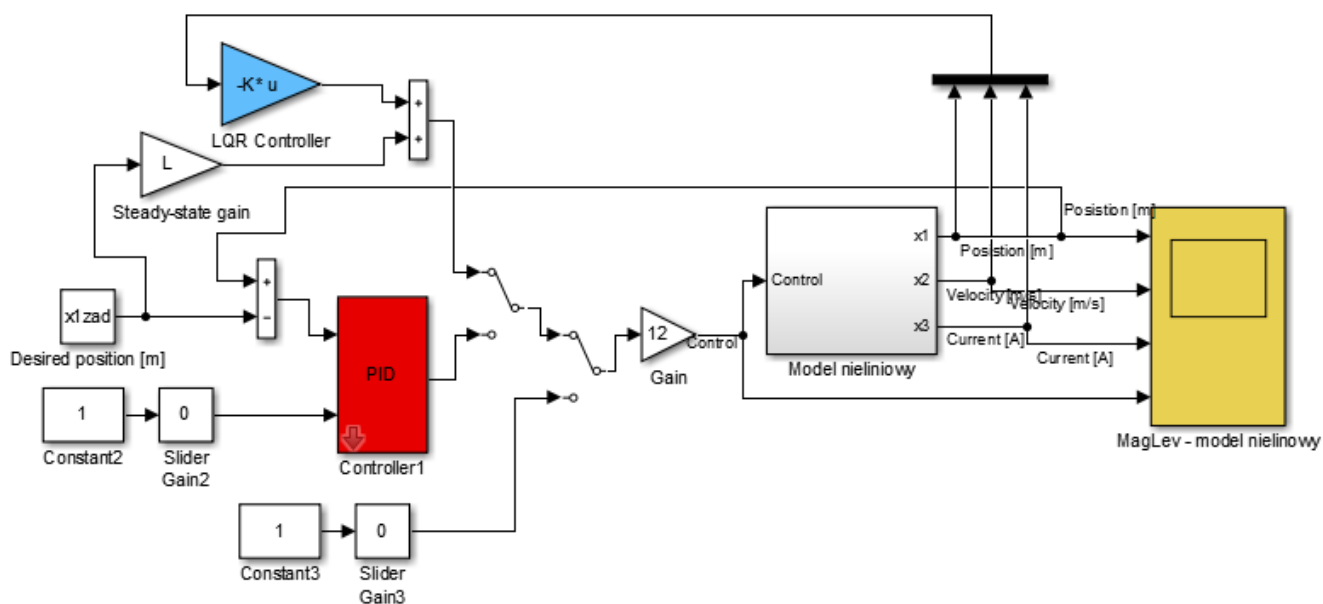 -K* u
LQR Controller
+
+
L
Steady-state gain
Posistion [m]
x1
Posistion [m]
Control
x2
Velocity [m/s]
Velocity [m/s]
+
−
x1zad
Desired position [m]
12
Control
Gain
x3
Current [A]
Current [A]
Model nieliniowy
PID
Controller1
1
Constant2
0
Slider
Gain2
MagLev - model nielinowy
1
Constant3
0
Slider
Gain3